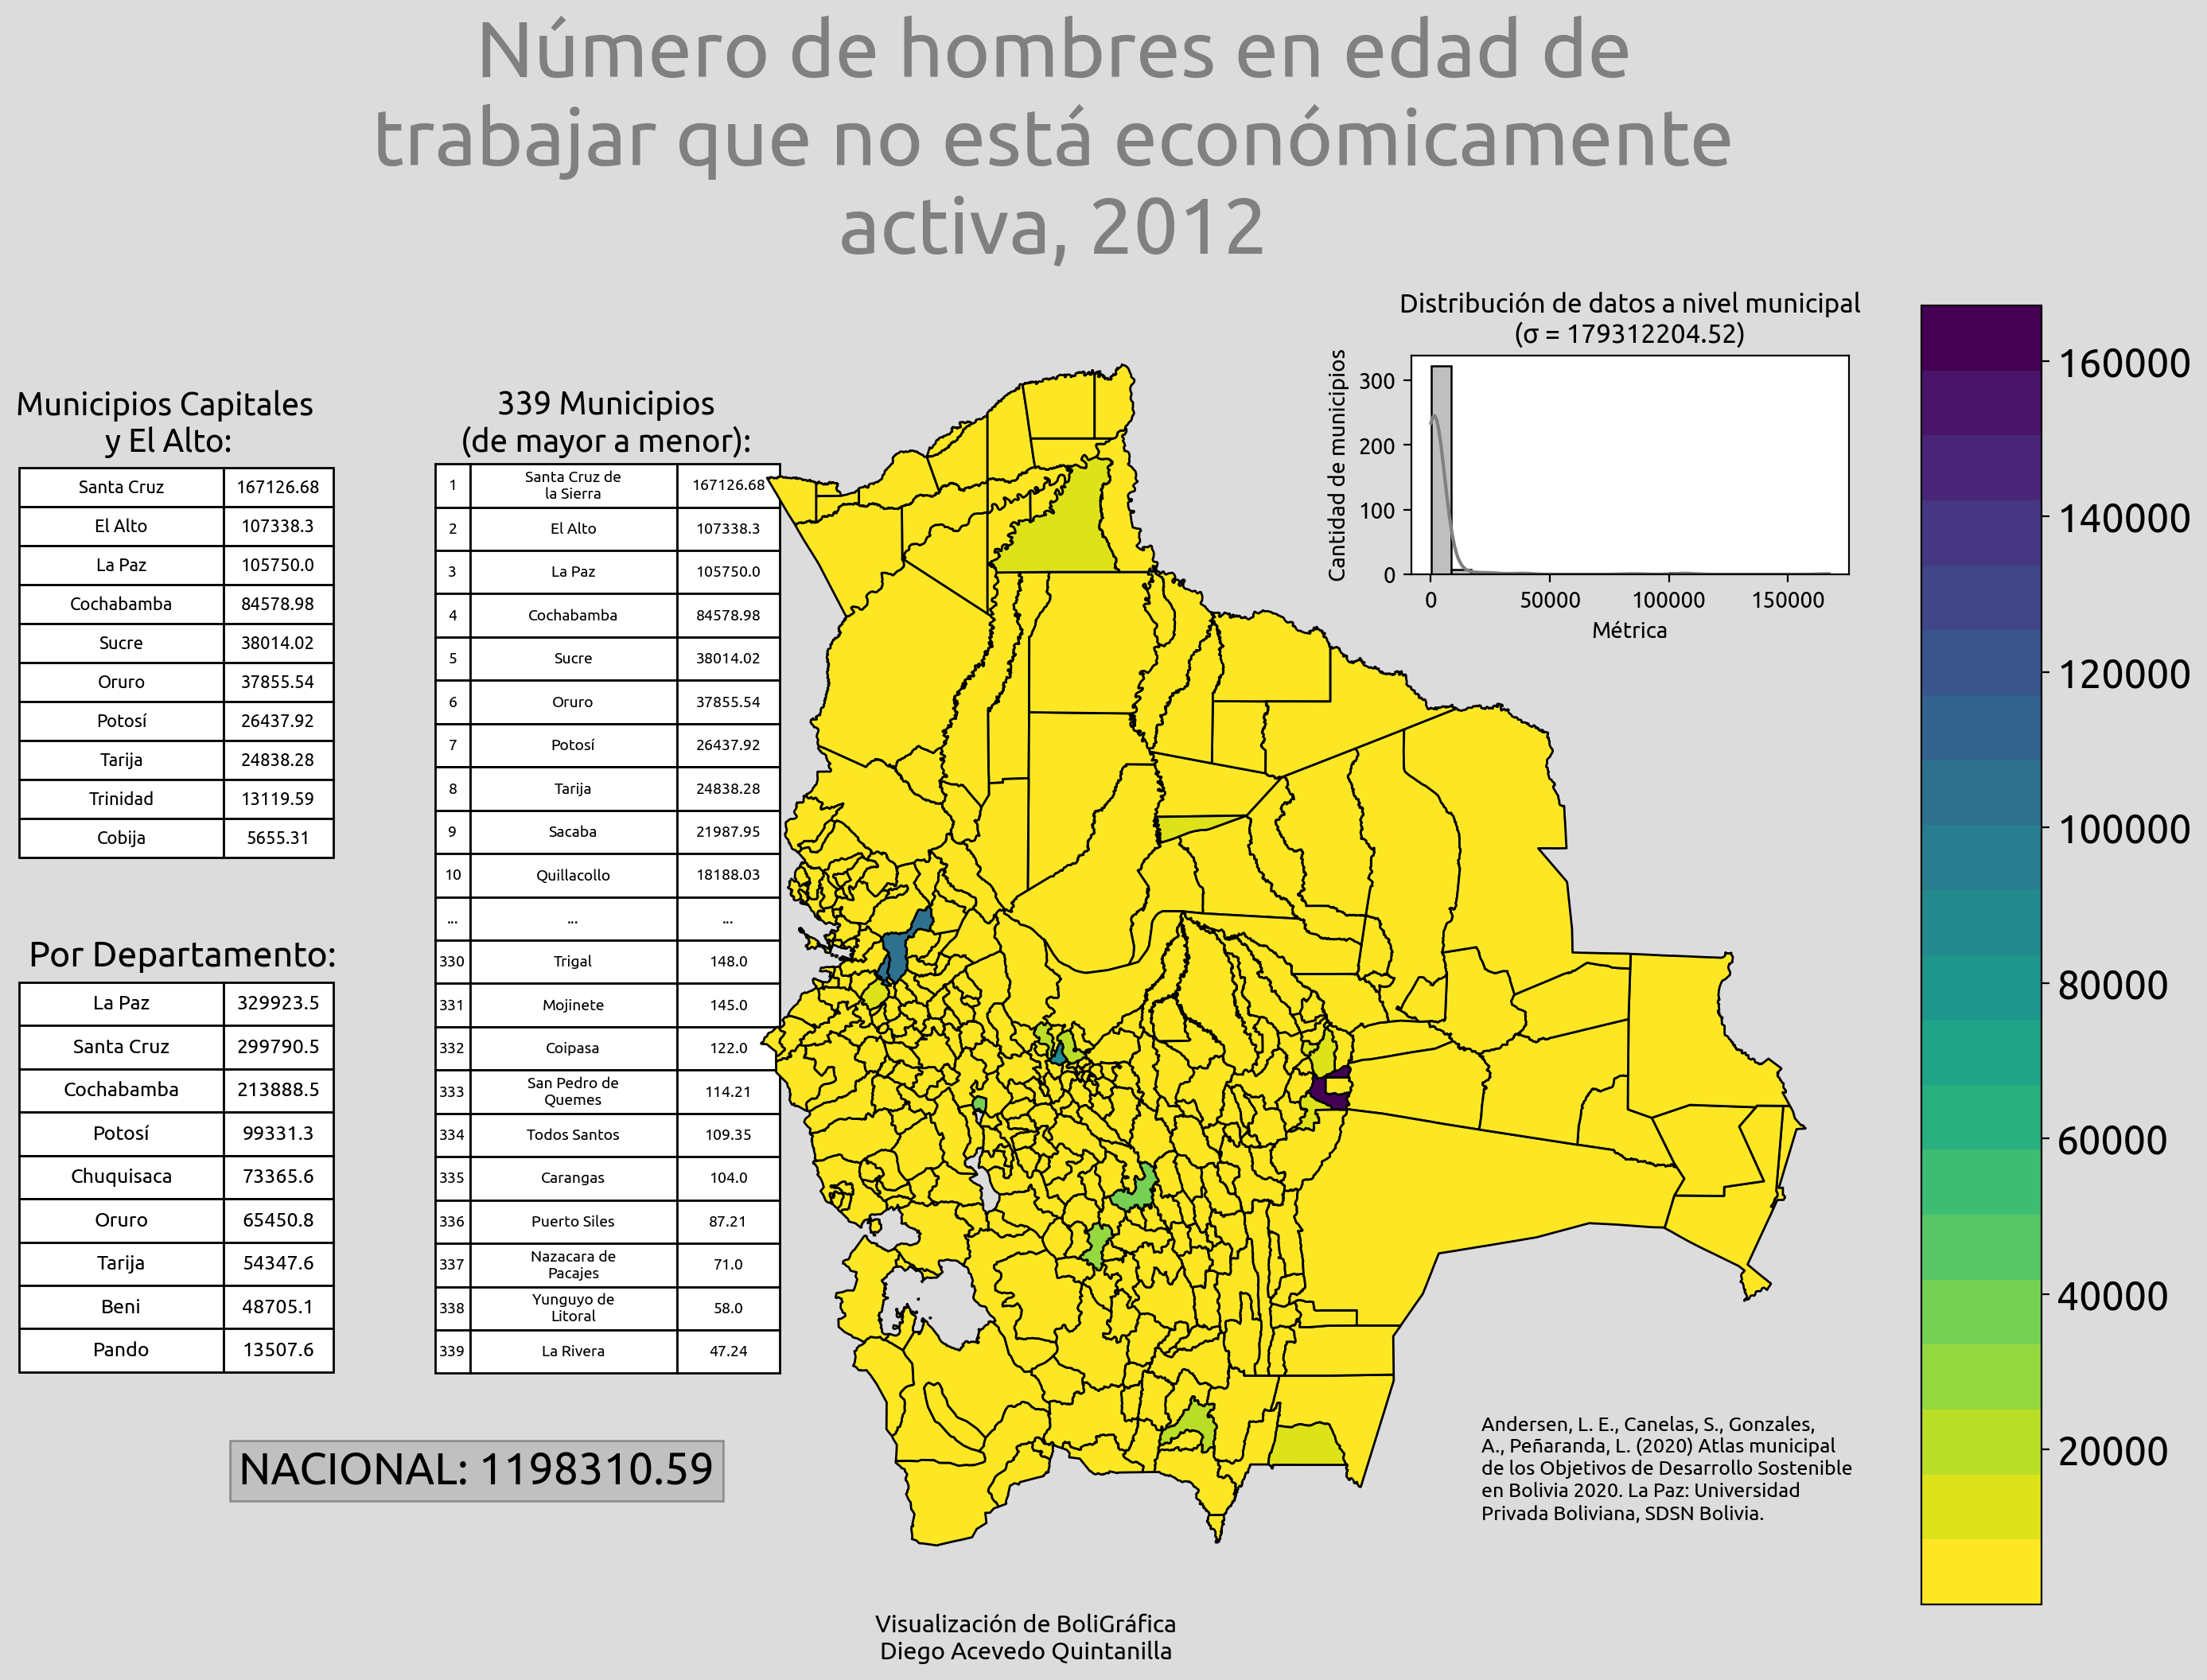 Número de hombres en edad de
trabajar que no está económicamente
activa, 2012
Municipios Capitales
y El Alto:
Santa Cruz 167126.68
El Alto 107338.3
La Paz 105750.0
Cochabamba 84578.98
Sucre 38014.02
Oruro 37855.54
Potosí 26437.92
Tarija 24838.28
Trinidad 13119.59
Cobija 5655.31
Por Departamento:
La Paz 329923.5
Santa Cruz 299790.5
Cochabamba 213888.5
Potosí 99331.3
Chuquisaca 73365.6
Oruro 65450.8
Tarija 54347.6
Beni 48705.1
Pando 13507.6
339 Municipios
(de mayor a menor):
1 Santa Cruz de
la Sierra 167126.68
2 El Alto 107338.3
3 La Paz 105750.0
4 Cochabamba 84578.98
5 Sucre 38014.02
6 Oruro 37855.54
7 Potosí 26437.92
8 Tarija 24838.28
9 Sacaba 21987.95
10 Quillacollo 18188.03
... ... ...
330 Trigal 148.0
331 Mojinete 145.0
332 Coipasa 122.0
333 San Pedro de
Quemes 114.21
334 Todos Santos 109.35
335 Carangas 104.0
336 Puerto Siles 87.21
337 Nazacara de
Pacajes 71.0
338 Yunguyo de
Litoral 58.0
339 La Rivera 47.24
NACIONAL: 1198310.59
Distribución de datos a nivel municipal
(σ = 179312204.52)
Cantidad de municipios
300
200
100
0
0 50000 100000 150000
Métrica
160000
140000
120000
100000
80000
60000
40000
20000
Andersen, L. E., Canelas, S., Gonzales,
A., Peñaranda, L. (2020) Atlas municipal
de los Objetivos de Desarrollo Sostenible
en Bolivia 2020. La Paz: Universidad
Privada Boliviana, SDSN Bolivia.
Visualización de BoliGráfica
Diego Acevedo Quintanilla